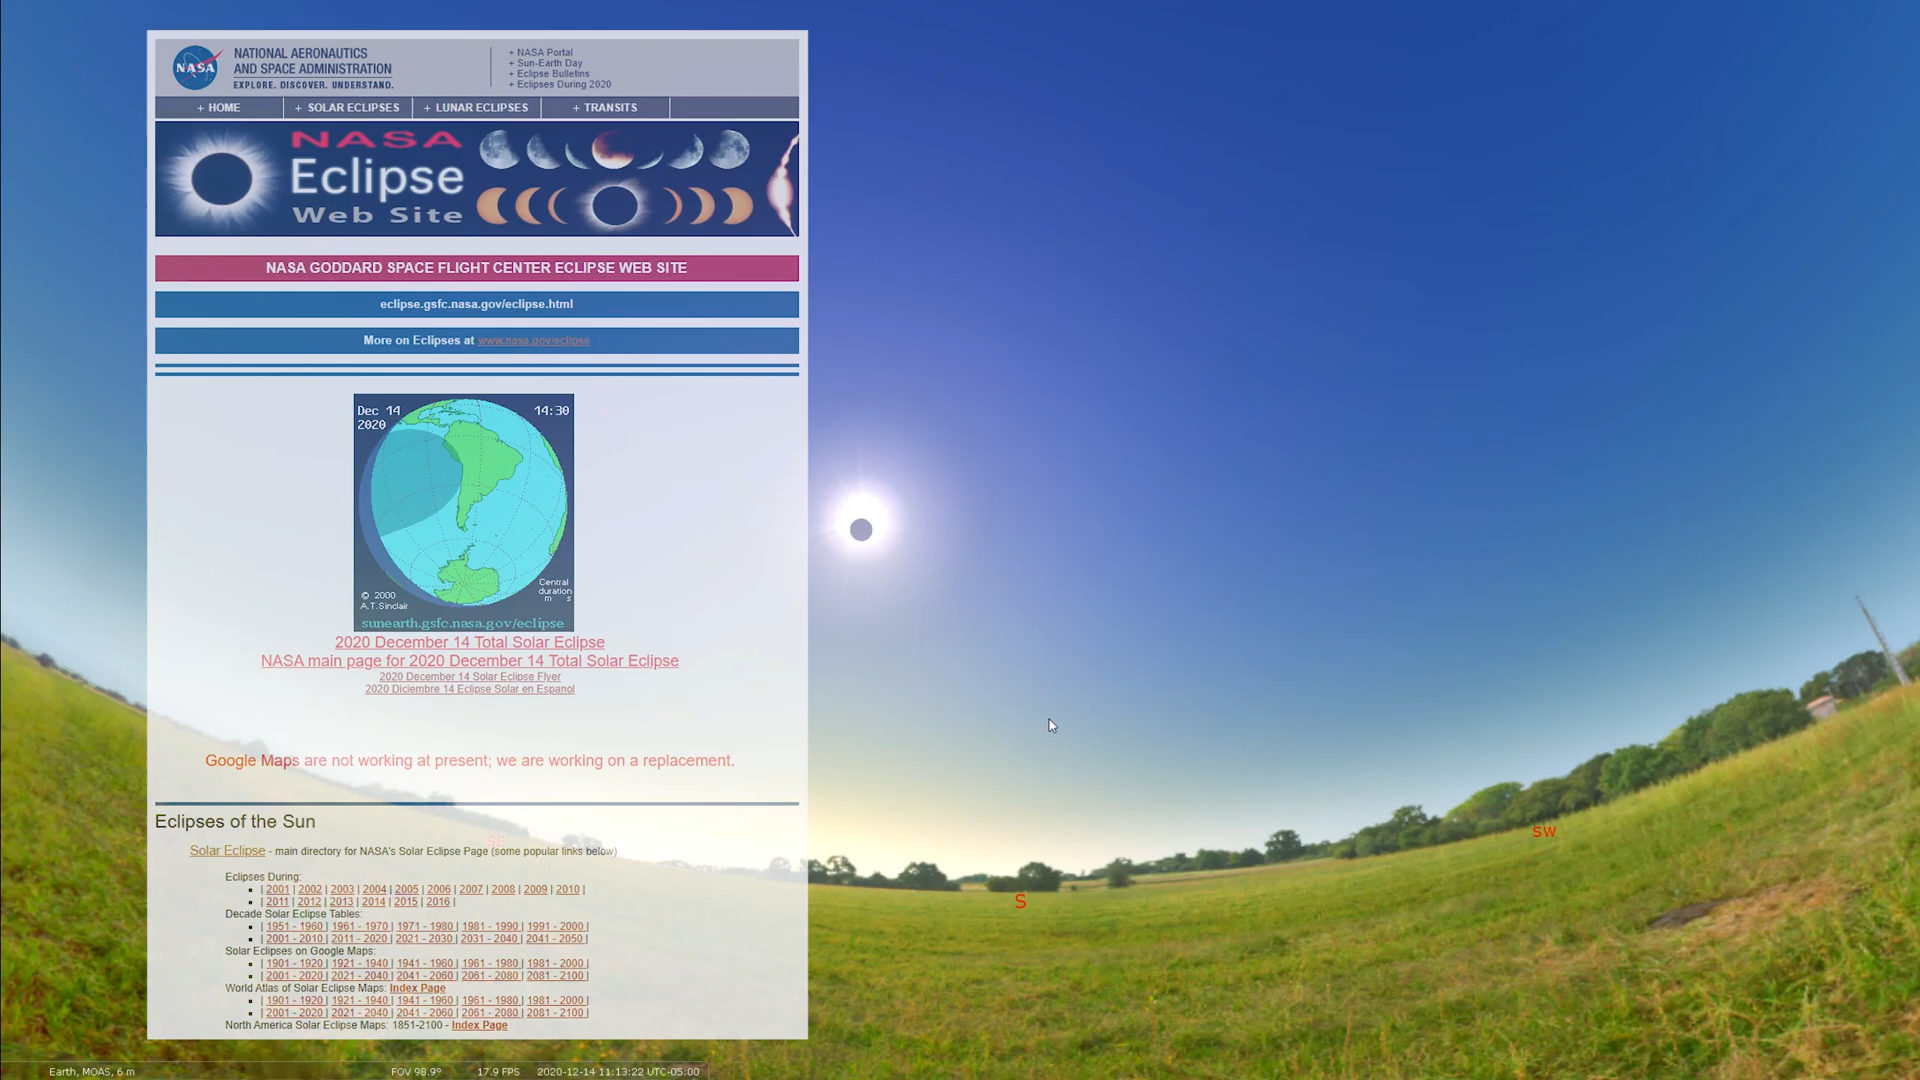 NATIONAL AERONAUTICS
AND SPACE ADMINISTRATION
EXPLORE. DISCOVER. UNDERSTAND.
NASA
+ NASA Portal
+ Sun-Earth Day
+ Eclipse Bulletins
+ Eclipses During 2020
+ HOME
+ SOLAR ECLIPSES
+ LUNAR ECLIPSES
+ TRANSITS
NASA
Eclipse
Web Site
NASA GODDARD SPACE FLIGHT CENTER ECLIPSE WEB SITE
eclipse.gsfc.nasa.gov/eclipse.html
More on Eclipses at www.nasa.gov/eclipse
Dec 14 14:30
2020
Central
duration
m s
© 2000
A.T.Sinclair
sunearth.gsfc.nasa.gov/eclipse
2020 December 14 Total Solar Eclipse
NASA main page for 2020 December 14 Total Solar Eclipse
2020 December 14 Solar Eclipse Flyer
2020 Diciembre 14 Eclipse Solar en Espanol
Google Maps are not working at present; we are working on a replacement.
Eclipses of the Sun
SE
Solar Eclipse - main directory for NASA's Solar Eclipse Page (some popular links below)
Eclipses During:
| 2001 | 2002 | 2003 | 2004 | 2005 | 2006 | 2007 | 2008 | 2009 | 2010 |
| 2011 | 2012 | 2013 | 2014 | 2015 | 2016 |
Decade Solar Eclipse Tables:
| 1951 - 1960 | 1961 - 1970 | 1971 - 1980 | 1981 - 1990 | 1991 - 2000 |
| 2001 - 2010 | 2011 - 2020 | 2021 - 2030 | 2031 - 2040 | 2041 - 2050 |
Solar Eclipses on Google Maps:
| 1901 - 1920 | 1921 - 1940 | 1941 - 1960 | 1961 - 1980 | 1981 - 2000 |
| 2001 - 2020 | 2021 - 2040 | 2041 - 2060 | 2061 - 2080 | 2081 - 2100 |
World Atlas of Solar Eclipse Maps: Index Page
| 1901 - 1920 | 1921 - 1940 | 1941 - 1960 | 1961 - 1980 | 1981 - 2000 |
| 2001 - 2020 | 2021 - 2040 | 2041 - 2060 | 2061 - 2080 | 2081 - 2100 |
North America Solar Eclipse Maps: 1851-2100 - Index Page
S
SW
Earth, MOAS, 6 m
FOV 98.9°
17.9 FPS
2020-12-14 11:13:22 UTC-05:00